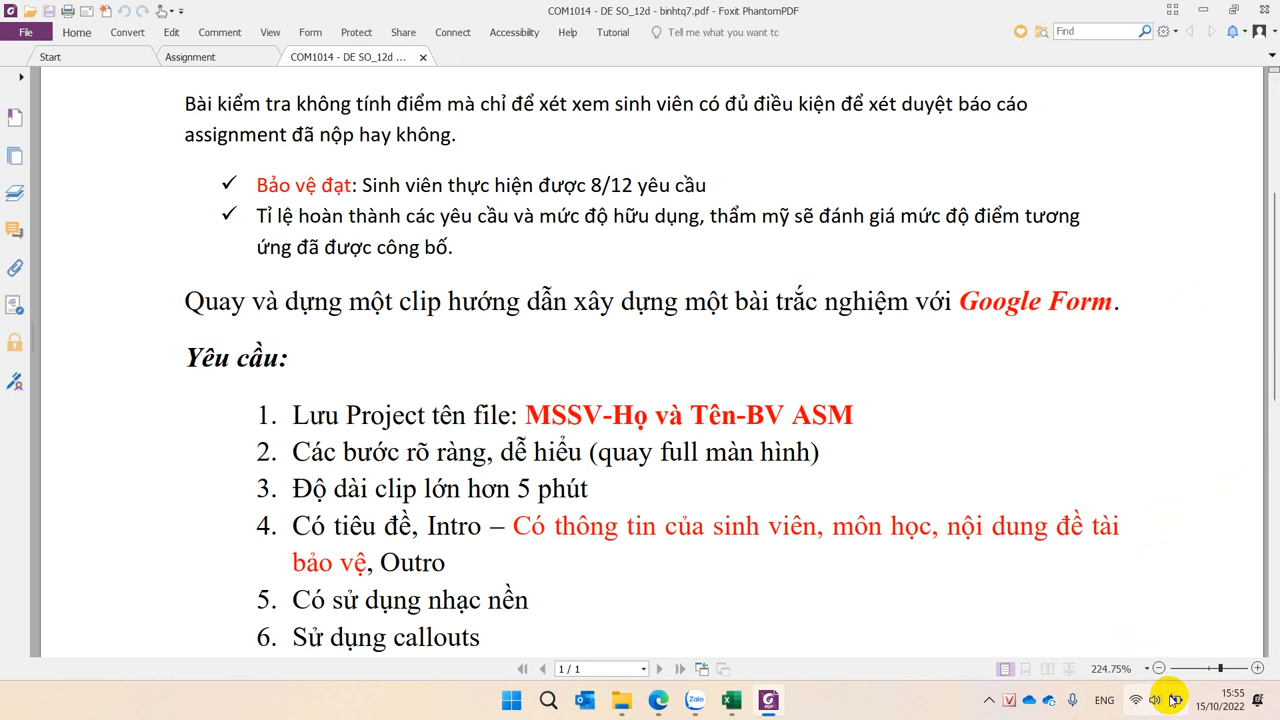 COM1014 - DE SO_12d - binhtq7.pdf - Foxit PhantomPDF
File Home Convert Edit Comment View Form Protect Share Connect Accessibility Help Tutorial Tell me what you want to Find
Start Assignment COM1014 - DE SO_12d ...
Bài kiểm tra không tính điểm mà chỉ để xét xem sinh viên có đủ điều kiện để xét duyệt báo cáo
assignment đã nộp hay không.
✓ Bảo vệ đạt: Sinh viên thực hiện được 8/12 yêu cầu
✓ Tỉ lệ hoàn thành các yêu cầu và mức độ hữu dụng, thẩm mỹ sẽ đánh giá mức độ điểm tương
ứng đã được công bố.
Quay và dựng một clip hướng dẫn xây dựng một bài trắc nghiệm với Google Form.
Yêu cầu:
1. Lưu Project tên file: MSSV-Họ và Tên-BV ASM
2. Các bước rõ ràng, dễ hiểu (quay full màn hình)
3. Độ dài clip lớn hơn 5 phút
4. Có tiêu đề, Intro – Có thông tin của sinh viên, môn học, nội dung đề tài
bảo vệ, Outro
5. Có sử dụng nhạc nền
6. Sử dụng callouts
1 / 1 224.75%
Zalo PDF ENG 15:55
15/10/2022